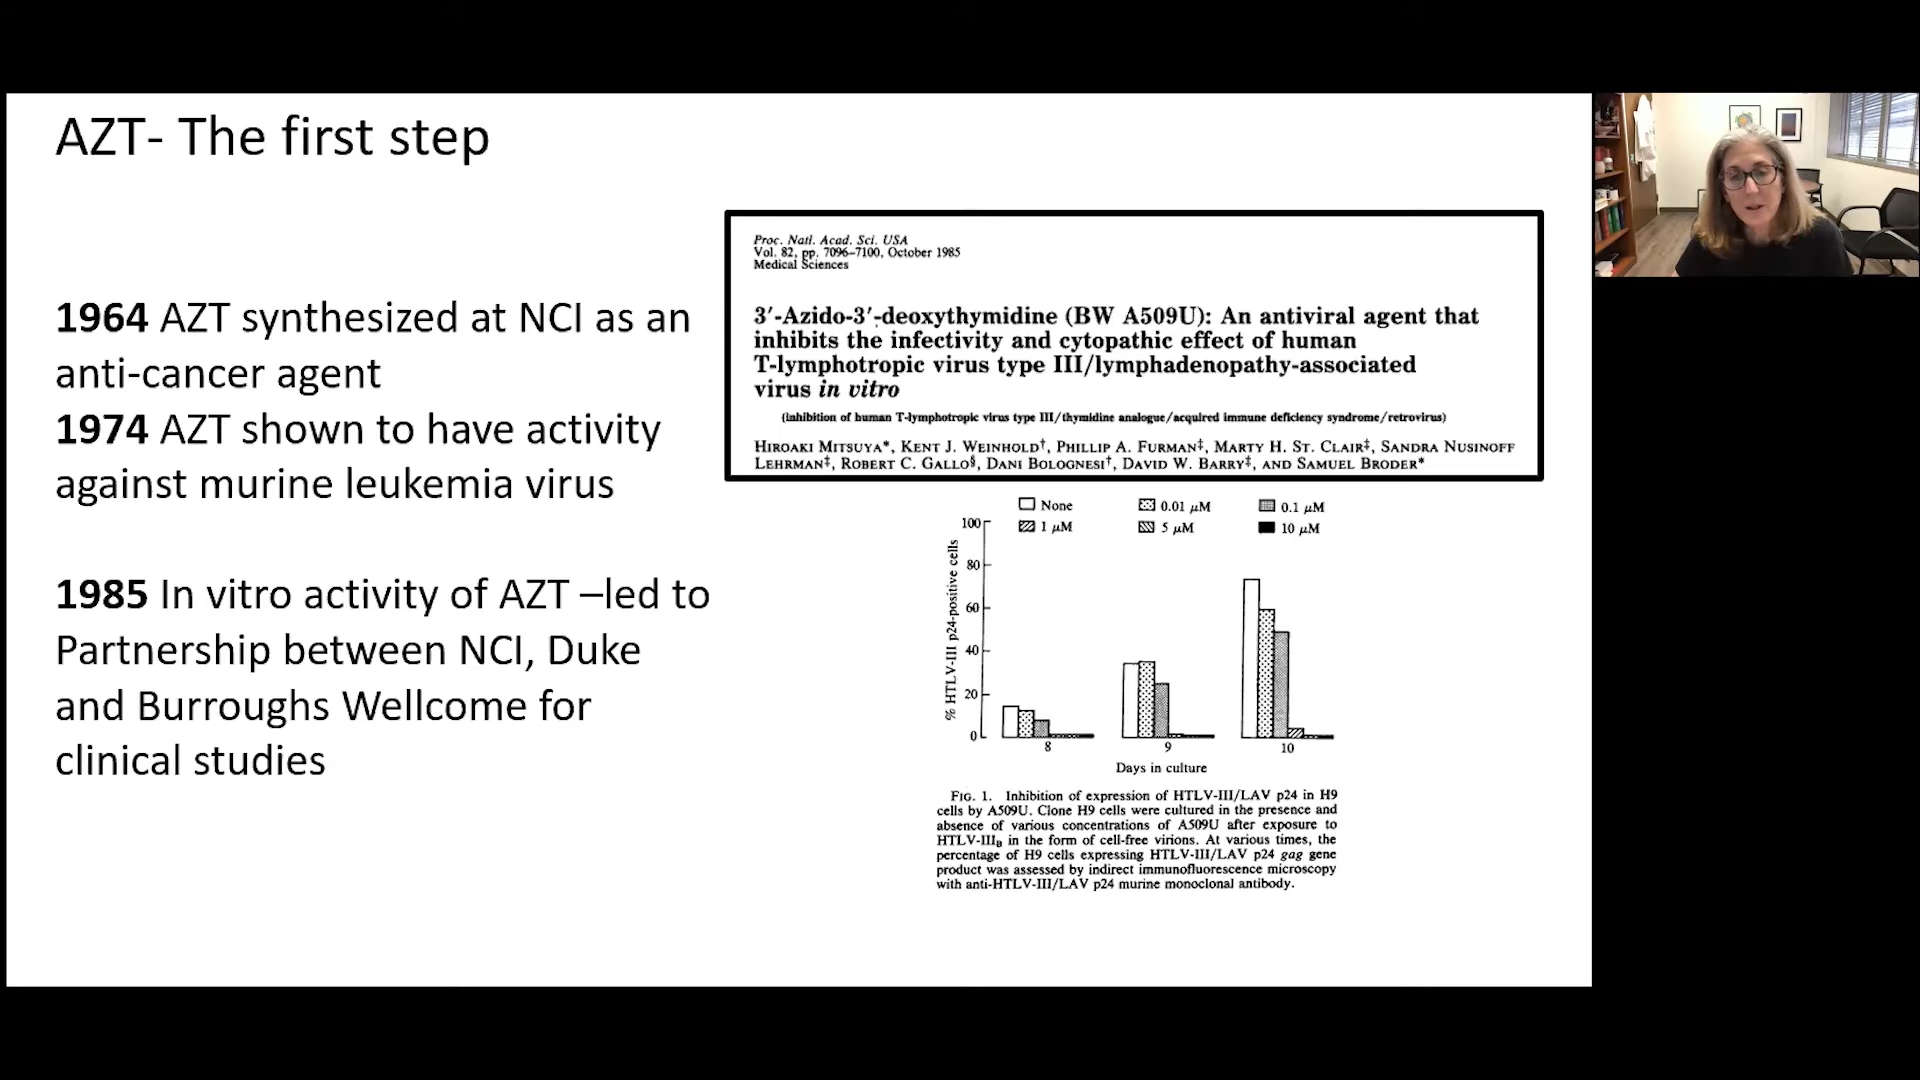 AZT- The first step
1964 AZT synthesized at NCI as an
anti-cancer agent
1974 AZT shown to have activity
against murine leukemia virus
1985 In vitro activity of AZT –led to
Partnership between NCI, Duke
and Burroughs Wellcome for
clinical studies
Proc. Natl. Acad. Sci. USA
Vol. 82, pp. 7096–7100, October 1985
Medical Sciences
3′-Azido-3′-deoxythymidine (BW A509U): An antiviral agent that
inhibits the infectivity and cytopathic effect of human
T-lymphotropic virus type III/lymphadenopathy-associated
virus in vitro
(inhibition of human T-lymphotropic virus type III/thymidine analogue/acquired immune deficiency syndrome/retrovirus)
HIROAKI MITSUYA*, KENT J. WEINHOLD†, PHILLIP A. FURMAN‡, MARTY H. ST. CLAIR‡, SANDRA NUSINOFF
LEHRMAN‡, ROBERT C. GALLO§, DANI BOLOGNESI†, DAVID W. BARRY‡, AND SAMUEL BRODER*
None 0.01 μM 0.1 μM
1 μM 5 μM 10 μM
% HTLV-III p24-positive cells
100
80
60
40
20
0
8 9 10
Days in culture
FIG. 1. Inhibition of expression of HTLV-III/LAV p24 in H9
cells by A509U. Clone H9 cells were cultured in the presence and
absence of various concentrations of A509U after exposure to
HTLV-IIIB in the form of cell-free virions. At various times, the
percentage of H9 cells expressing HTLV-III/LAV p24 gag gene
product was assessed by indirect immunofluorescence microscopy
with anti-HTLV-III/LAV p24 murine monoclonal antibody.